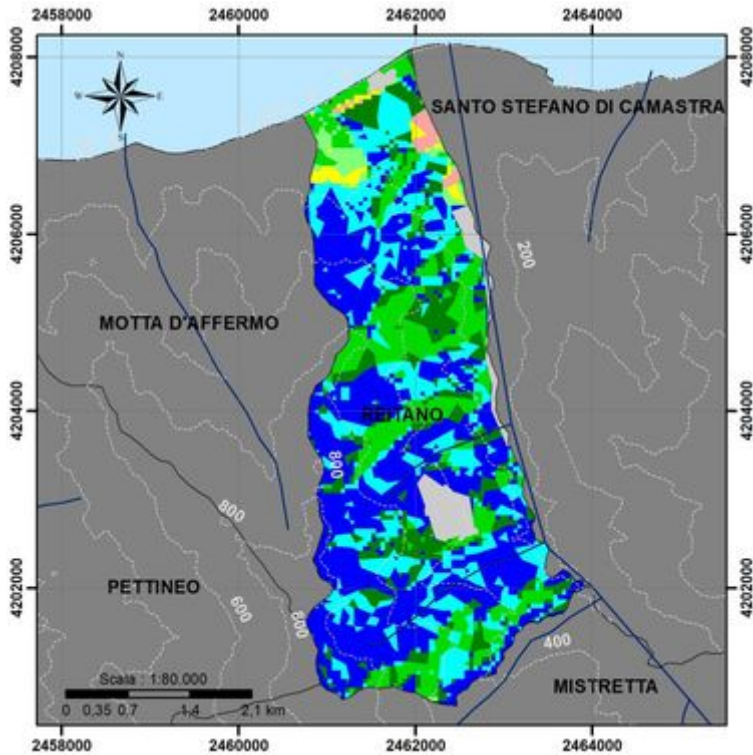 2458000 2460000 2462000 2464000
4208000 4208000
N
W E
S
SANTO STEFANO DI CAMASTRA
4206000 4206000
200
MOTTA D'AFFERMO
4204000 4204000
REITANO
800
800
PETTINEO
4202000 4202000
600
800
400
MISTRETTA
Scala : 1:80.000
0 0,35 0,7 1,4 2,1 km
2458000 2460000 2462000 2464000